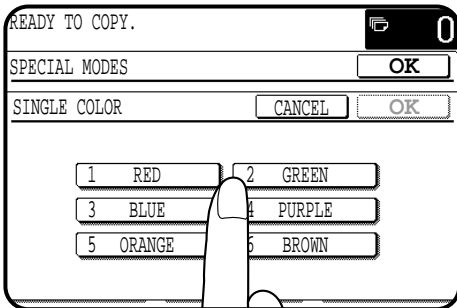 READY TO COPY. 0
SPECIAL MODES OK
SINGLE COLOR CANCEL OK
1 RED 2 GREEN
3 BLUE 4 PURPLE
5 ORANGE 6 BROWN